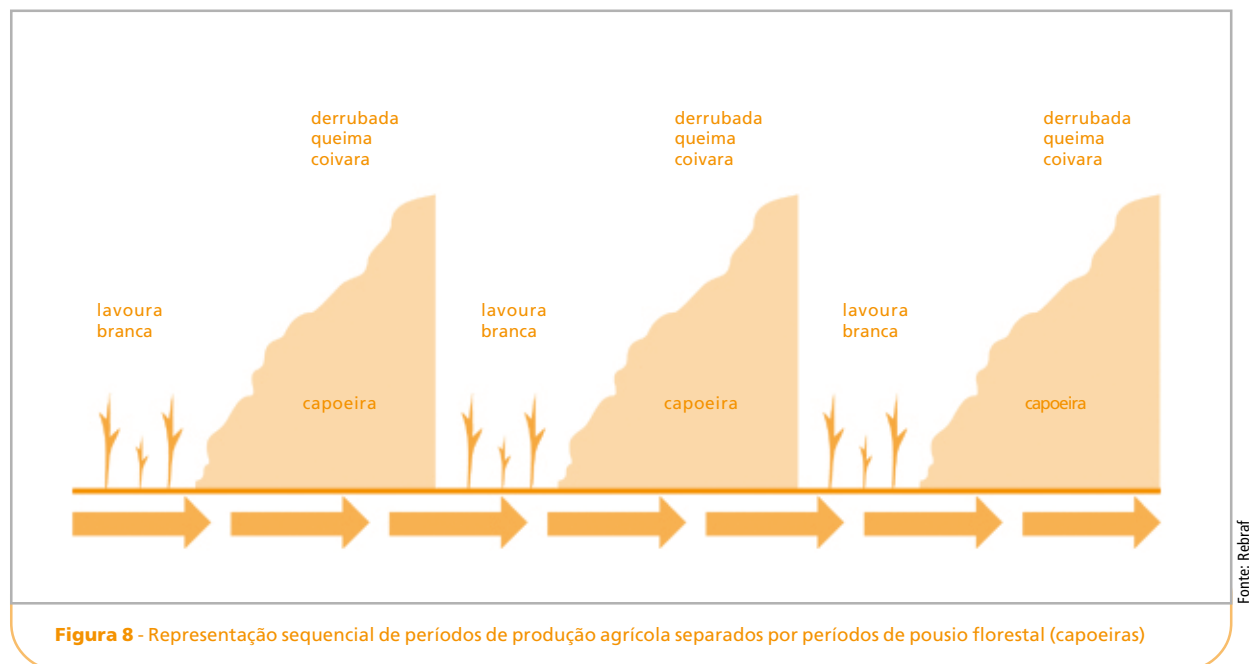 derrubada
queima
coivara
derrubada
queima
coivara
derrubada
queima
coivara
lavoura
branca
lavoura
branca
lavoura
branca
capoeira
capoeira
capoeira
Fonte: Rebraf
Figura 8 - Representação sequencial de períodos de produção agrícola separados por períodos de pousio florestal (capoeiras)